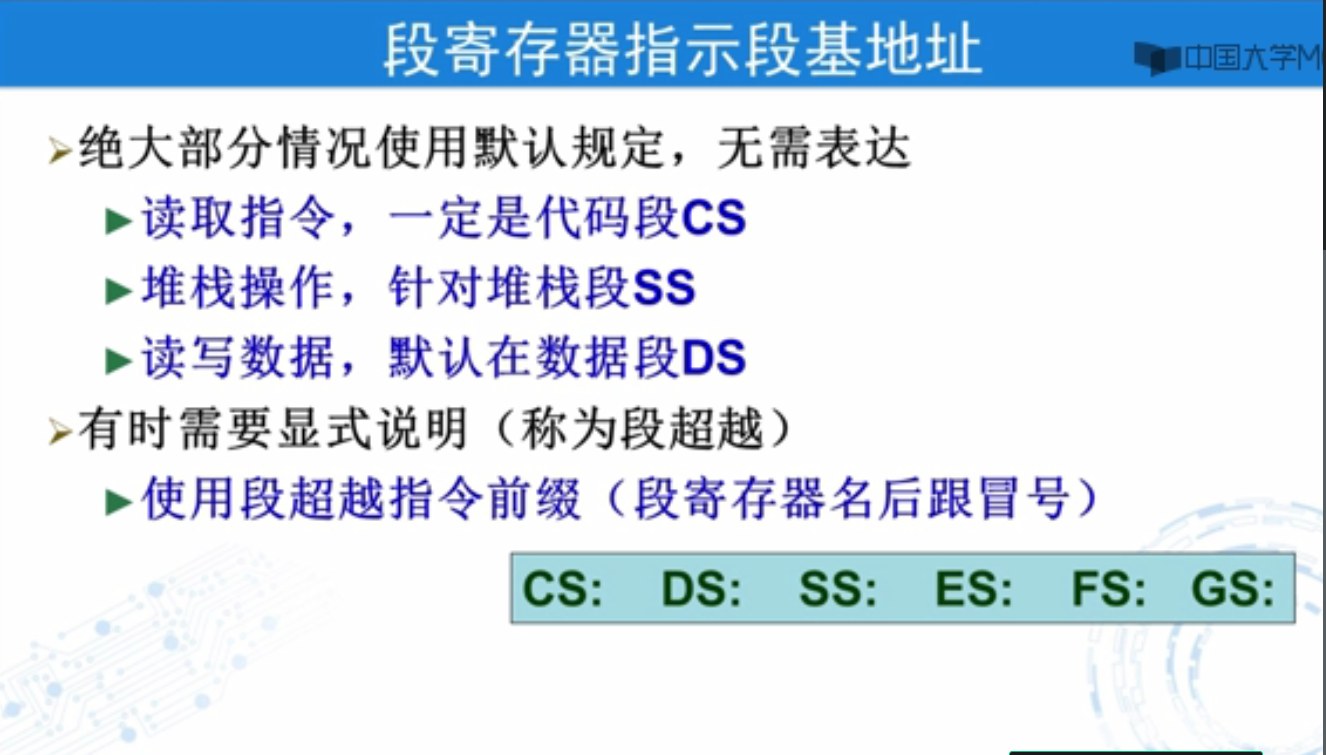 段寄存器指示段基地址
中国大学M
绝大部分情况使用默认规定，无需表达
读取指令，一定是代码段CS
堆栈操作，针对堆栈段SS
读写数据，默认在数据段DS
有时需要显式说明（称为段超越）
使用段超越指令前缀（段寄存器名后跟冒号）
CS: DS: SS: ES: FS: GS: